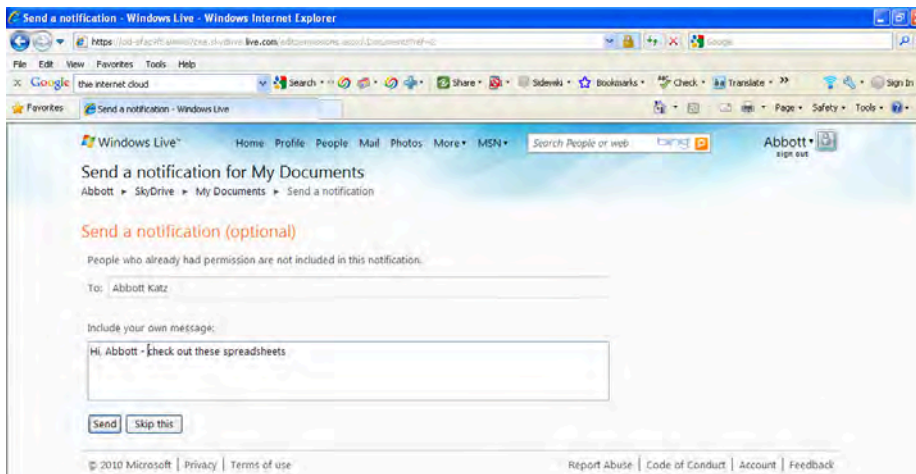 Send a notification - Windows Live - Windows Internet Explorer
https live.com
Google
File Edit View Favorites Tools Help
Google the internet cloud Search Share Sidewiki Bookmarks Check Translate Sign In
Favorites Send a notification - Windows Live Page Safety Tools
Windows Live™ Home Profile People Mail Photos More MSN Search People or web bing Abbott
sign out
Send a notification for My Documents
Abbott ► SkyDrive ► My Documents ► Send a notification
Send a notification (optional)
People who already had permission are not included in this notification.
To: Abbott Katz
Include your own message:
Hi, Abbott - check out these spreadsheets
Send Skip this
© 2010 Microsoft | Privacy | Terms of use Report Abuse | Code of Conduct | Account | Feedback